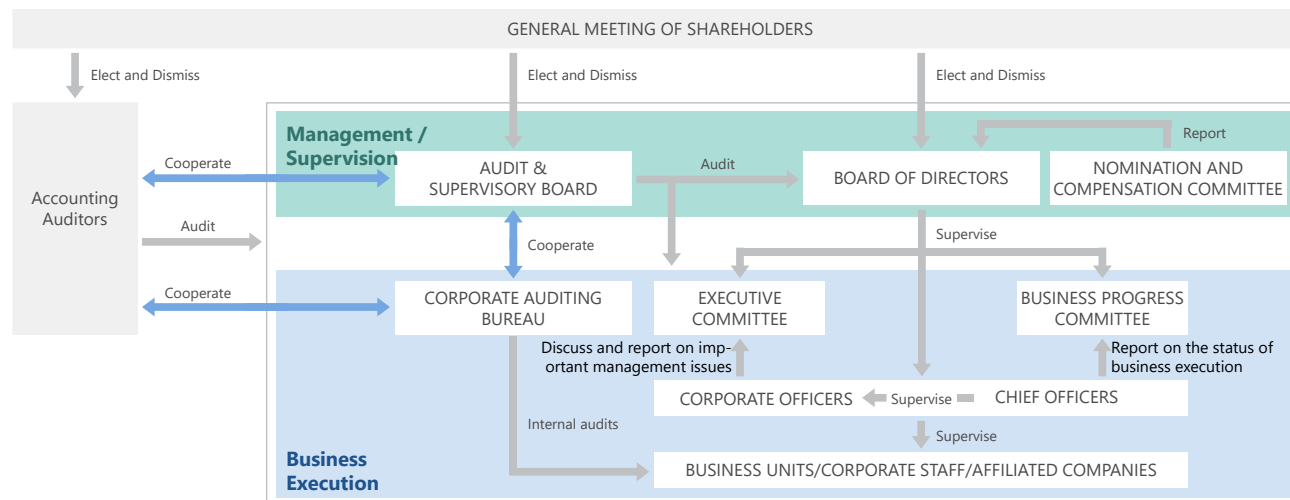 GENERAL MEETING OF SHAREHOLDERS
Elect and Dismiss
Elect and Dismiss
Elect and Dismiss
Management /
Supervision
Report
Cooperate
AUDIT &
SUPERVISORY BOARD
Audit
BOARD OF DIRECTORS
NOMINATION AND
COMPENSATION COMMITTEE
Accounting
Auditors
Audit
Cooperate
Supervise
Cooperate
CORPORATE AUDITING
BUREAU
EXECUTIVE
COMMITTEE
BUSINESS PROGRESS
COMMITTEE
Discuss and report on imp-
ortant management issues
Report on the status of
business execution
CORPORATE OFFICERS
Supervise
CHIEF OFFICERS
Internal audits
Supervise
Business
Execution
BUSINESS UNITS/CORPORATE STAFF/AFFILIATED COMPANIES